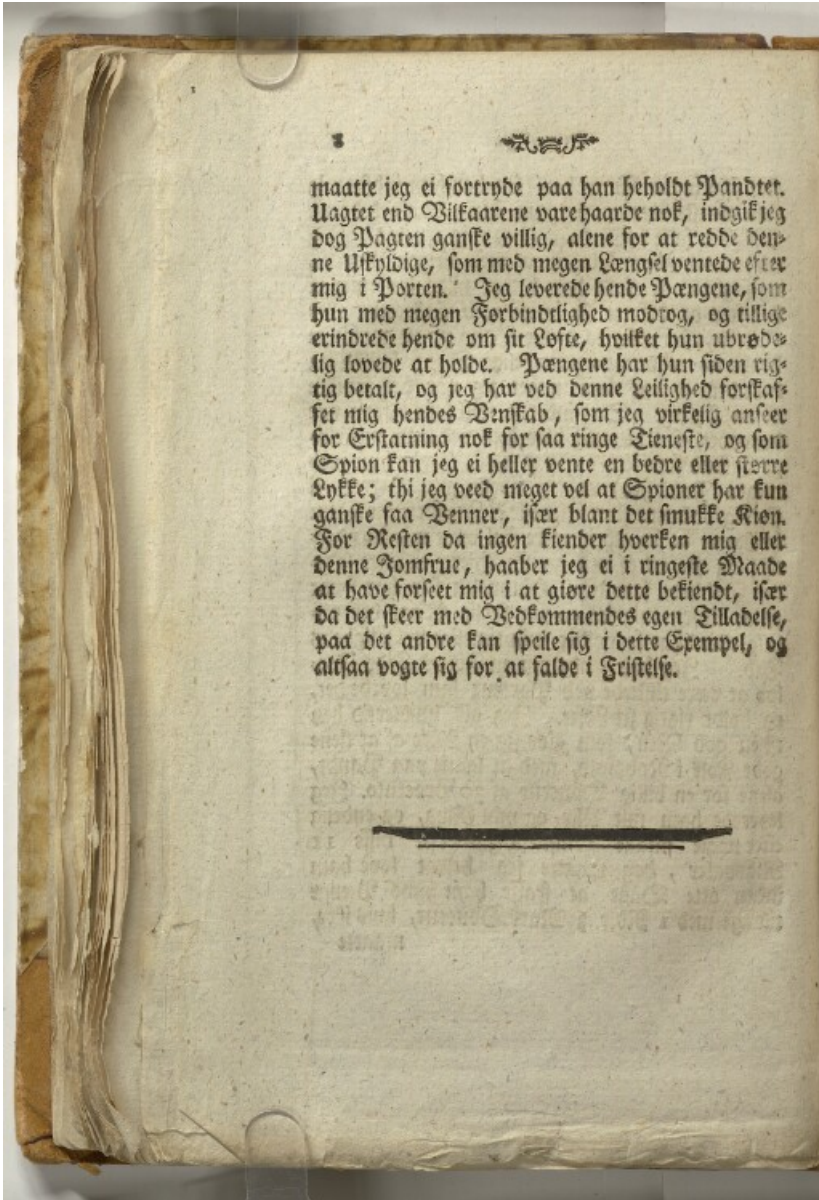 8
maatte jeg ei fortryde paa han heholdt Pandtet.
Uagtet end Vilkaarene vare haarde nok, indgik jeg
dog Pagten ganske villig, alene for at redde den-
ne Uskyldige, som med megen Længsel ventede efter
mig i Porten. Jeg leverede hende Pængene, som
hun med megen Forbindtlighed modtog, og tillige
erindrede hende om sit Løfte, hvilket hun ubrøde-
lig lovede at holde. Pængene har hun siden rig-
tig betalt, og jeg har ved denne Leilighed forskaf-
fet mig hendes Venskab, som jeg virkelig anseer
for Erstatning nok for saa ringe Tieneste, og som
Spion kan jeg ei heller vente en bedre eller større
Lykke; thi jeg veed meget vel at Spioner har kun
ganske faa Venner, især blant det smukke Kiøn.
For Resten da ingen kiender hverken mig eller
denne Jomfrue, haaber jeg ei i ringeste Maade
at have forseet mig i at giøre dette bekiendt, især
da det skeer med Vedkommendes egen Tilladelse,
paa det andre kan speile sig i dette Exempel, og
altsaa vogte sig for at falde i Fristelse.